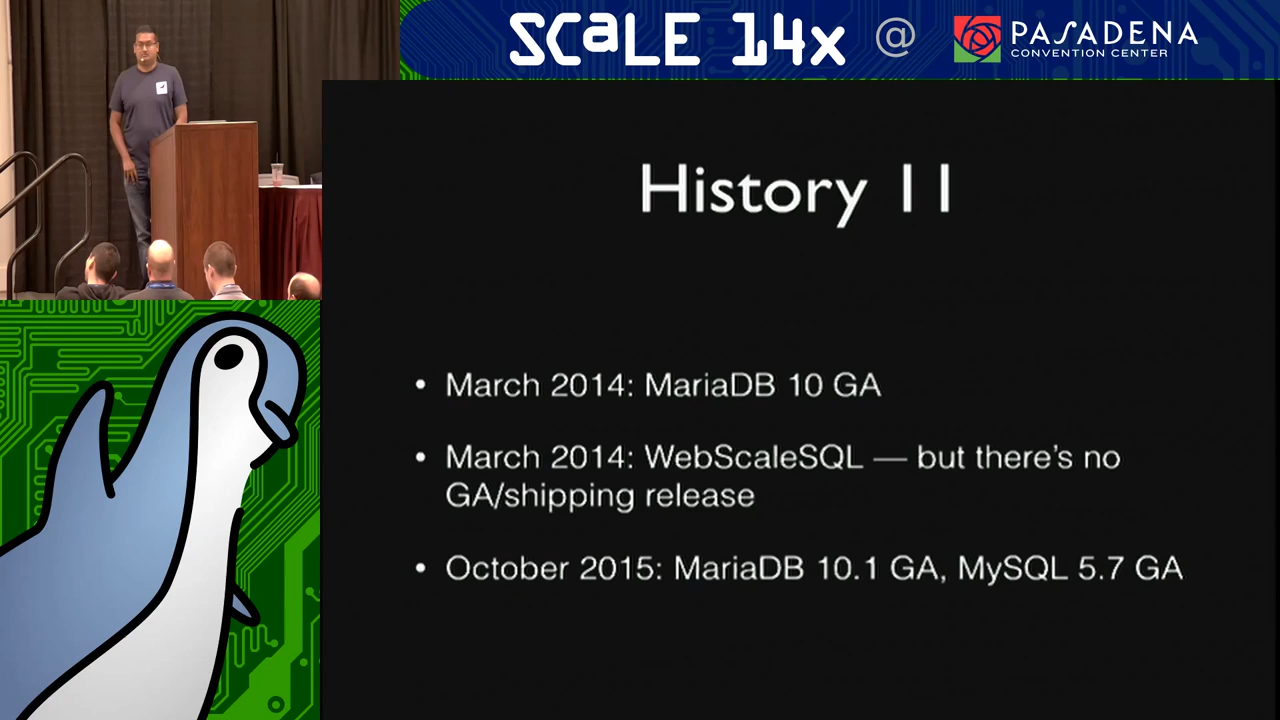 SCALE 14x @ PASADENA
CONVENTION CENTER
History 11
• March 2014: MariaDB 10 GA
• March 2014: WebScaleSQL — but there's no
GA/shipping release
• October 2015: MariaDB 10.1 GA, MySQL 5.7 GA